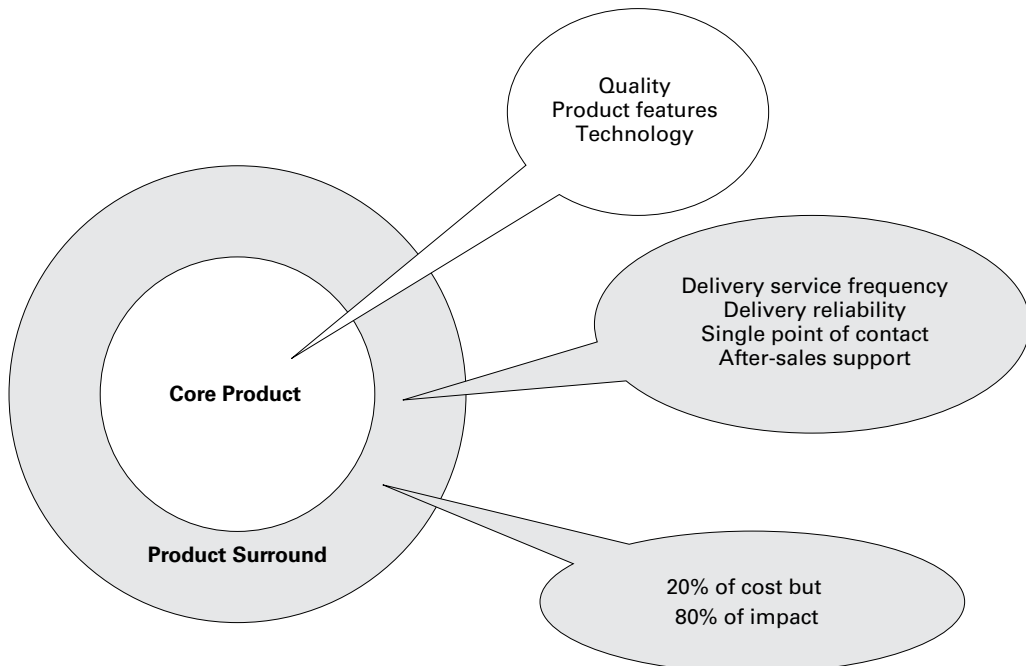 Quality
Product features
Technology
Delivery service frequency
Delivery reliability
Single point of contact
After-sales support
Core Product
Product Surround
20% of cost but
80% of impact